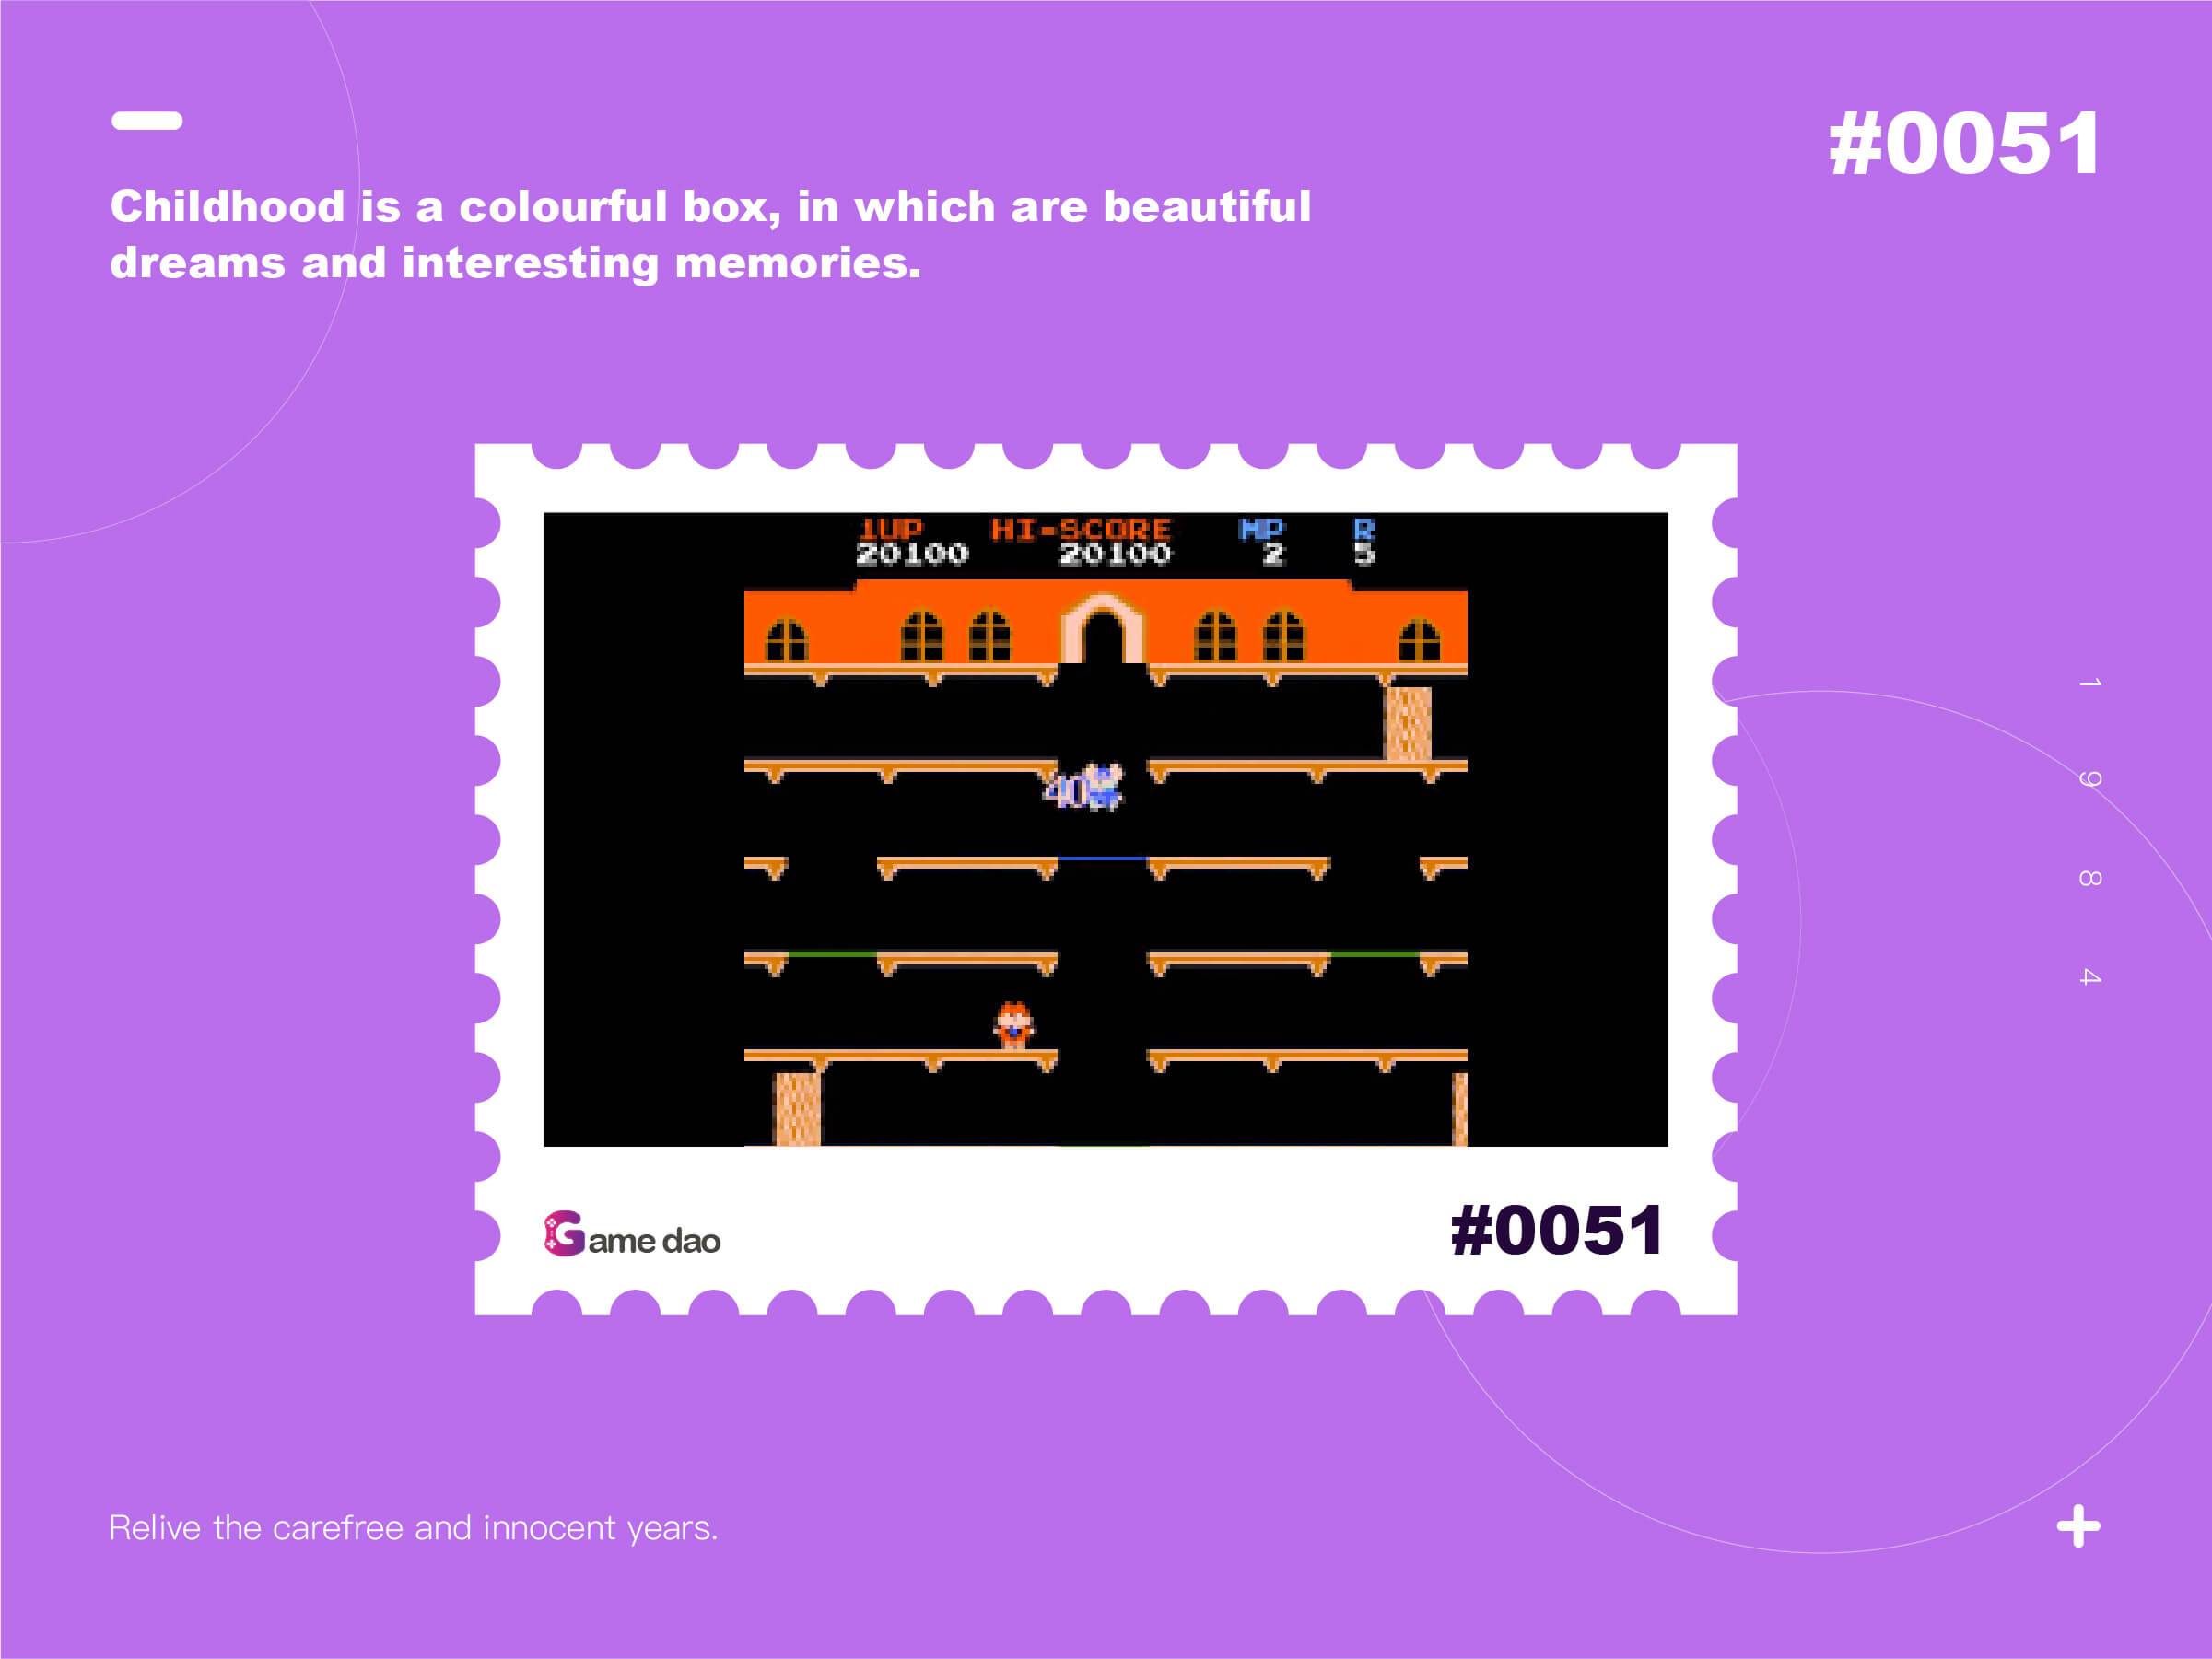 #0051
Childhood is a colourful box, in which are beautiful
dreams and interesting memories.
1UP HI-SCORE MP R
20100 20100 2 5
1
9
8
4
Game dao
#0051
Relive the carefree and innocent years.